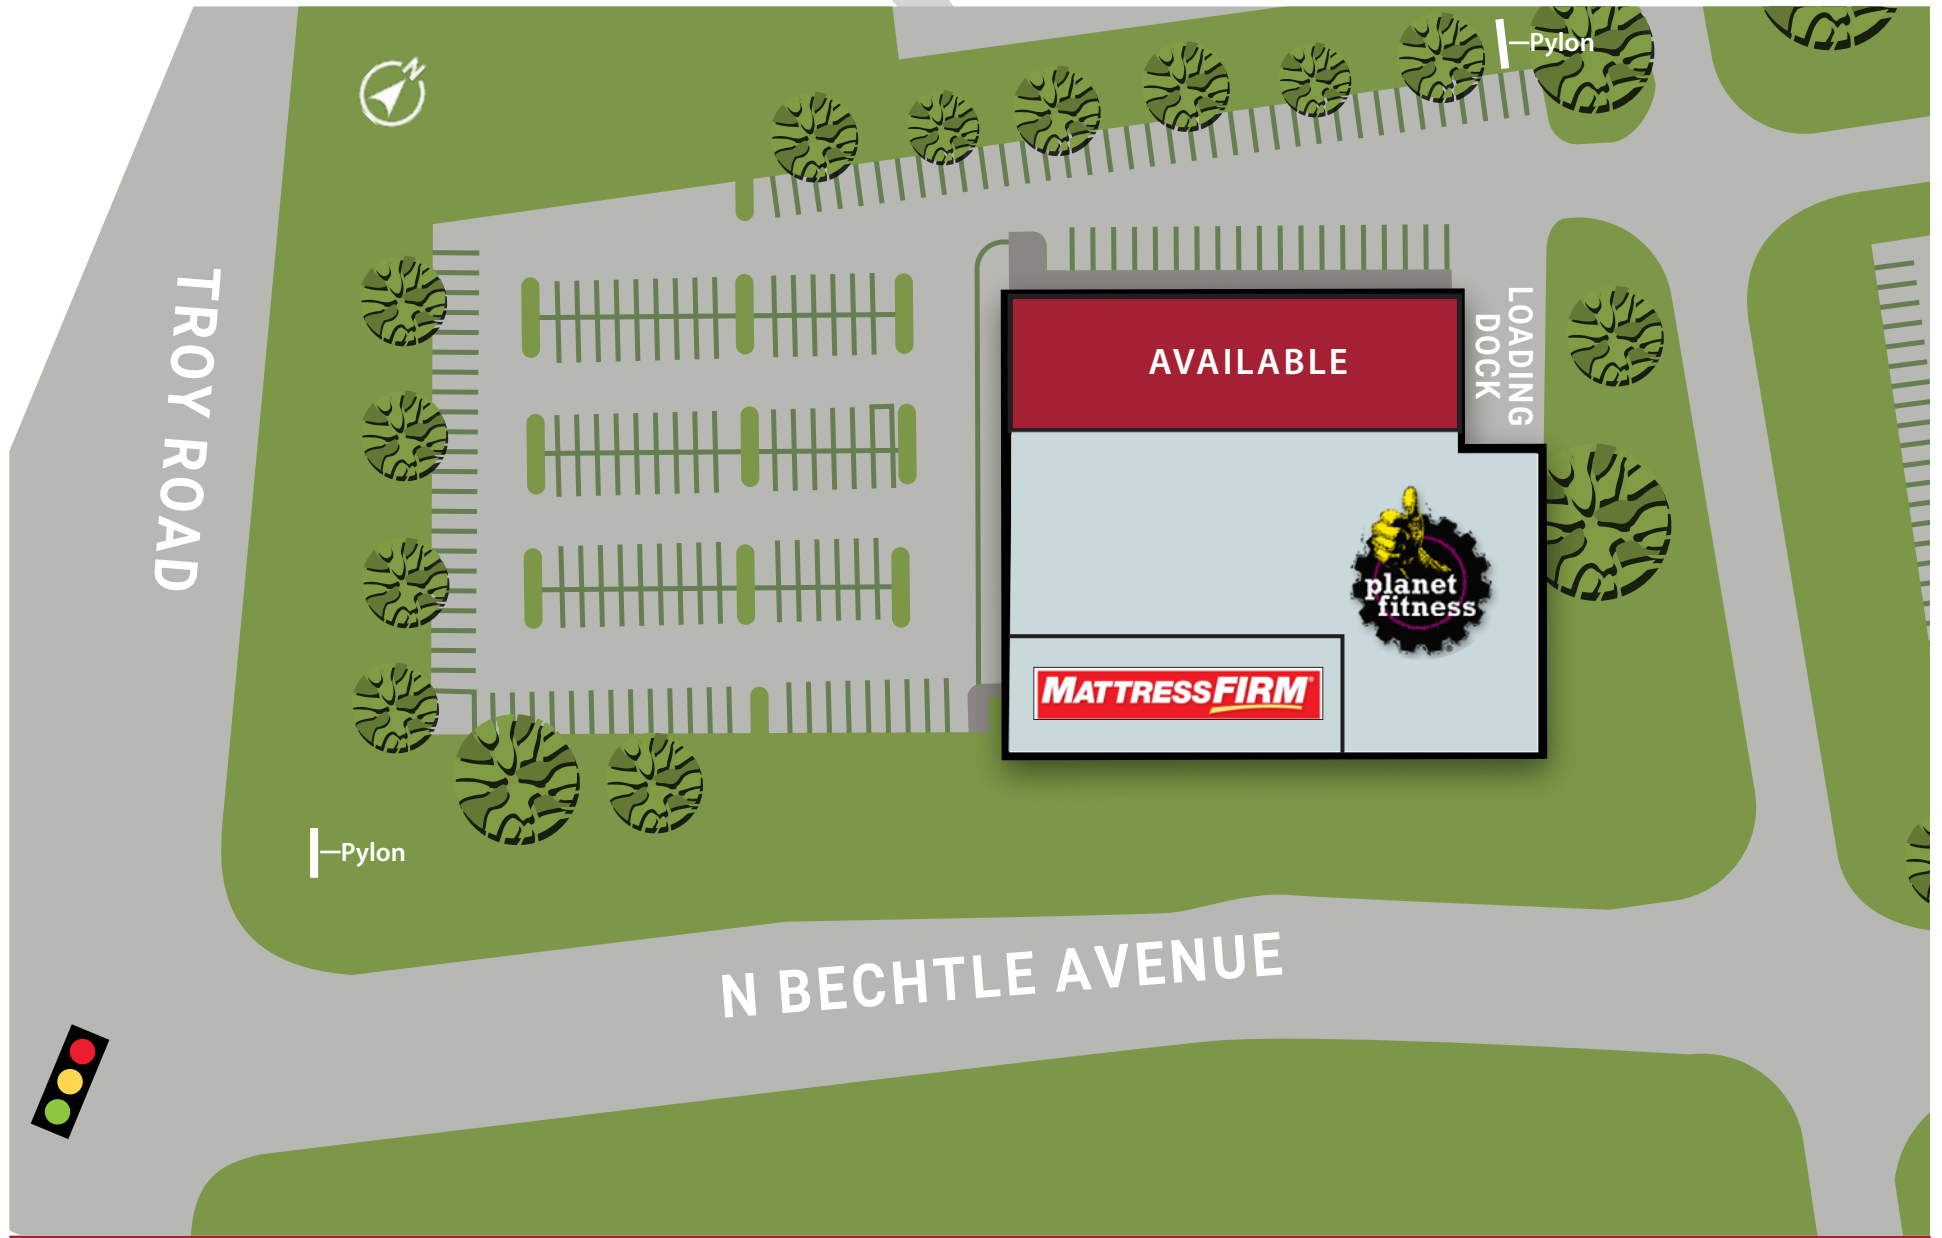 Pylon
N
TROY ROAD
LOADING
DOCK
AVAILABLE
planet
fitness
MATTRESSFIRM
Pylon
N BECHTLE AVENUE